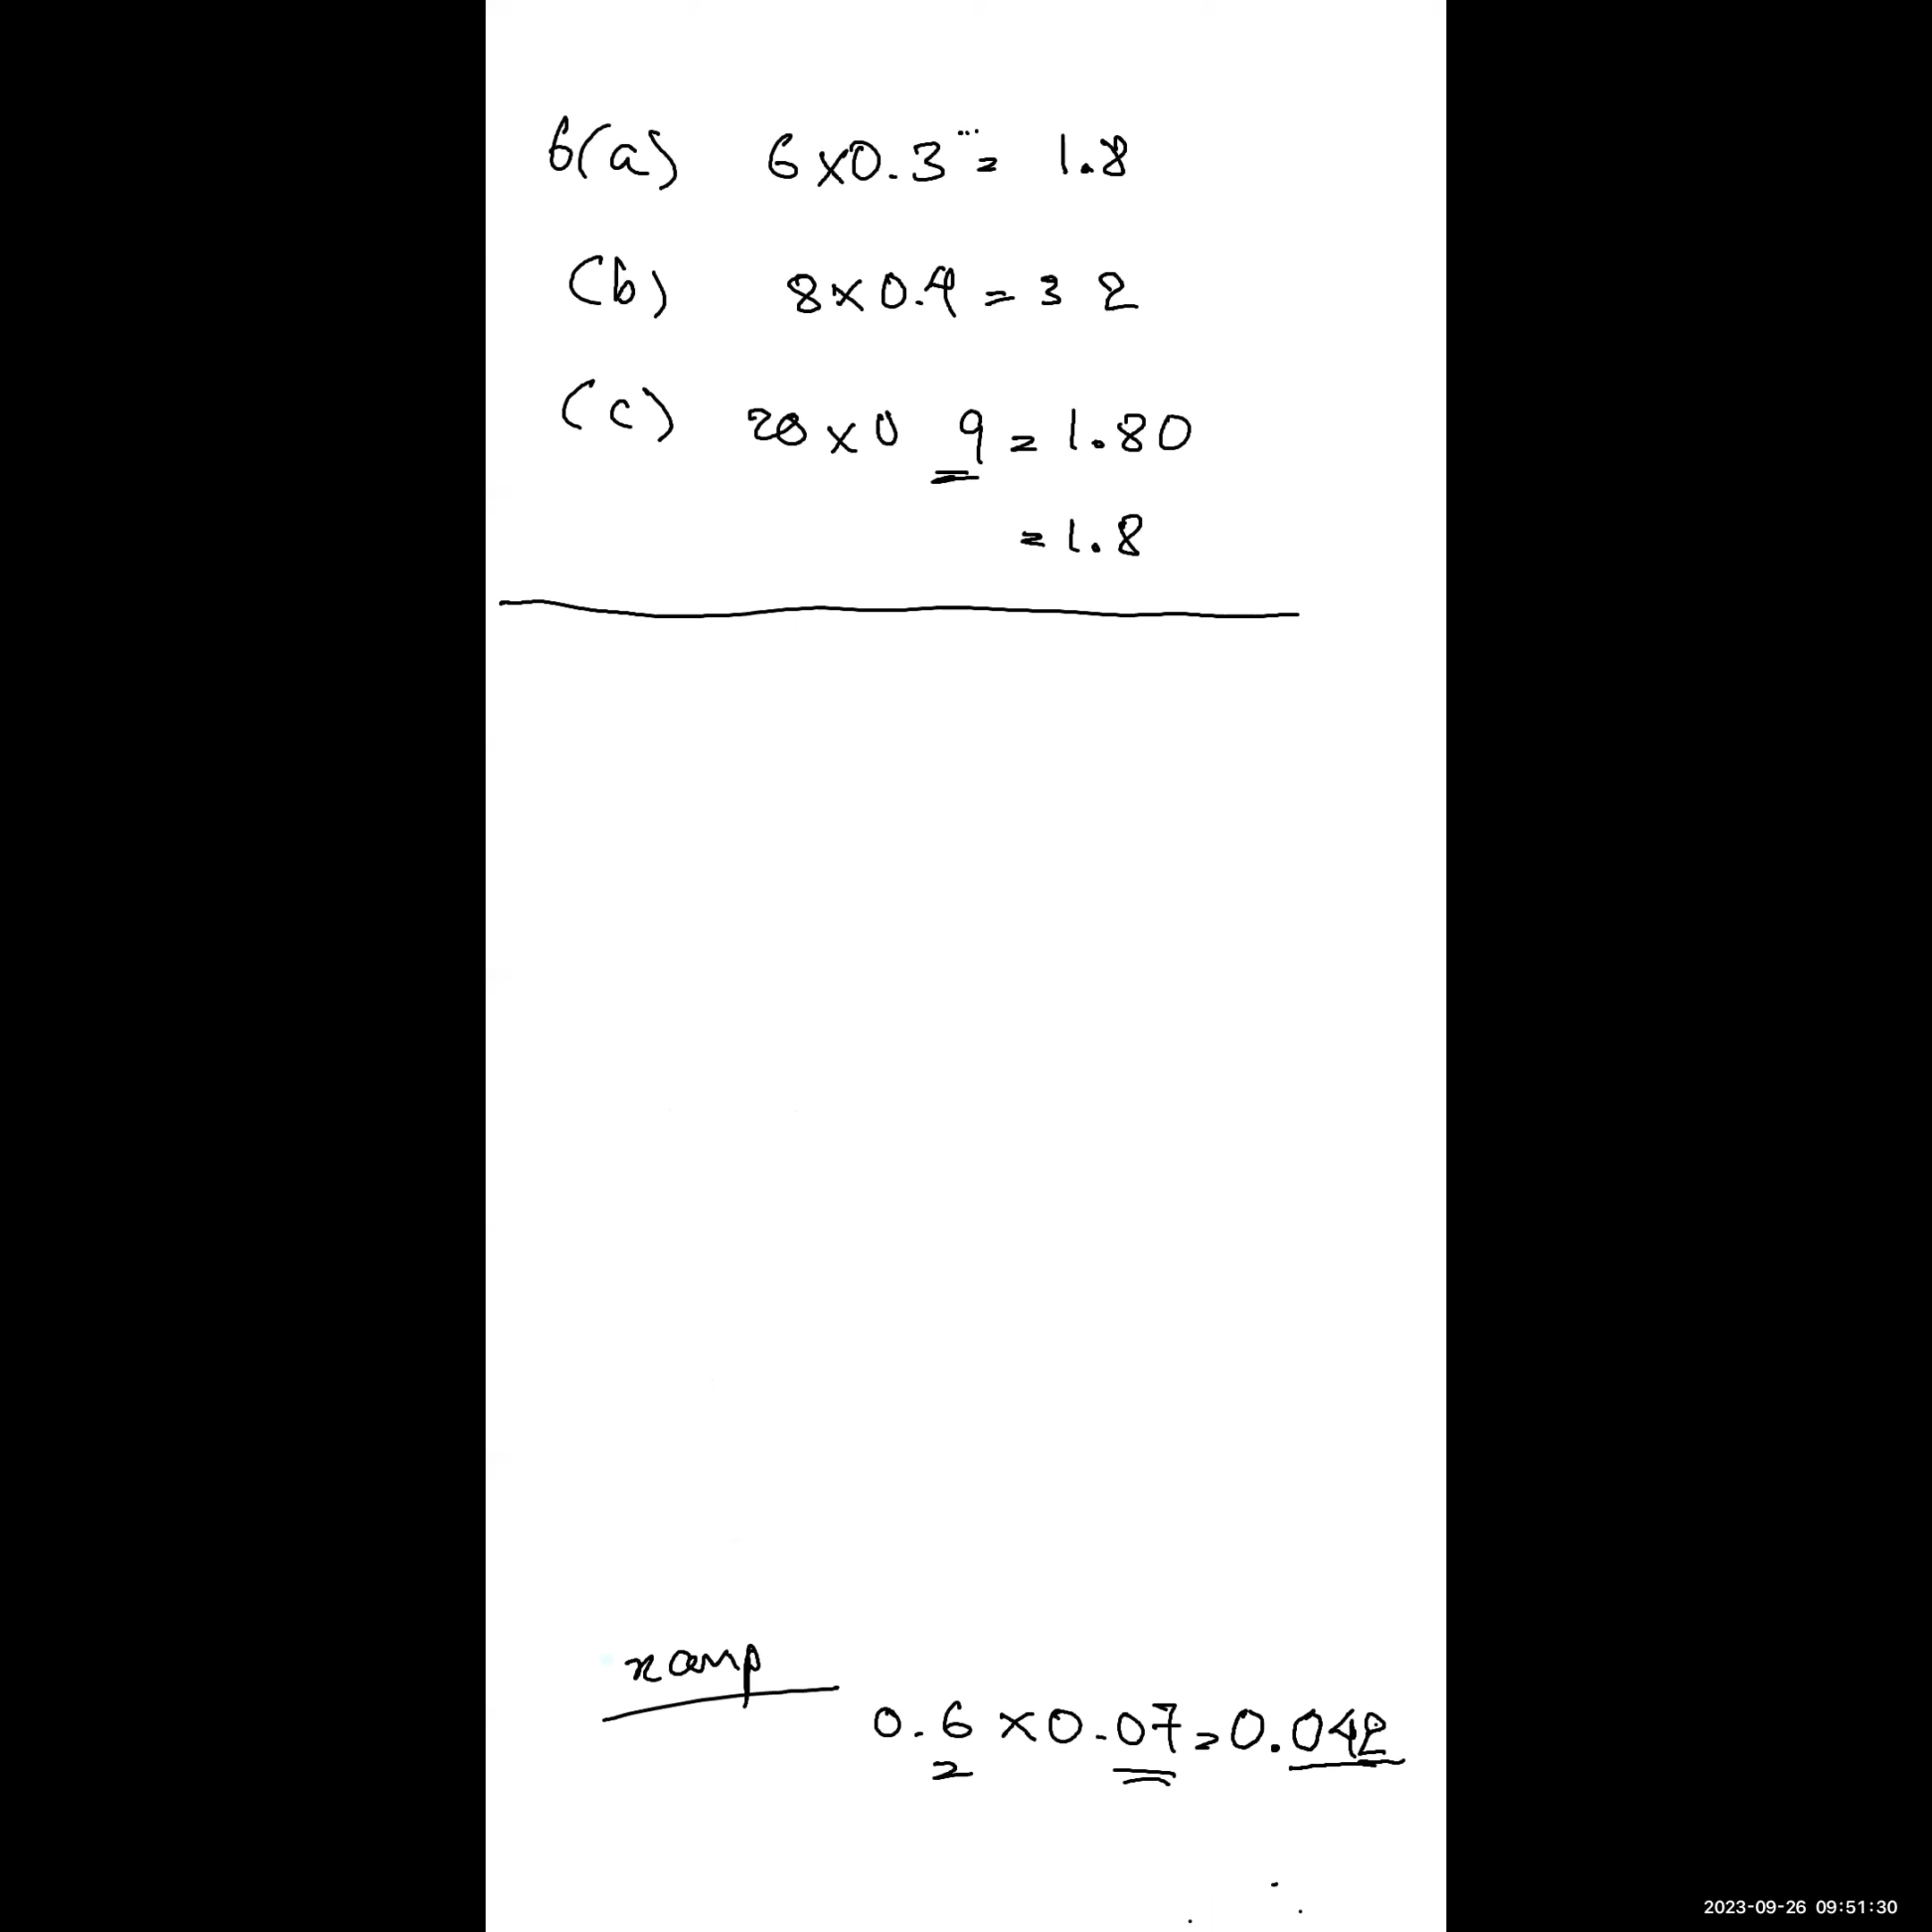 6(a) 6×0.3 = 1.8
(b) 8×0.4 = 3 2
(c) 20×0 9 = 1.80
= 1.8
xamp
0.6×0.07=0.042
2023-09-26 09:51:30